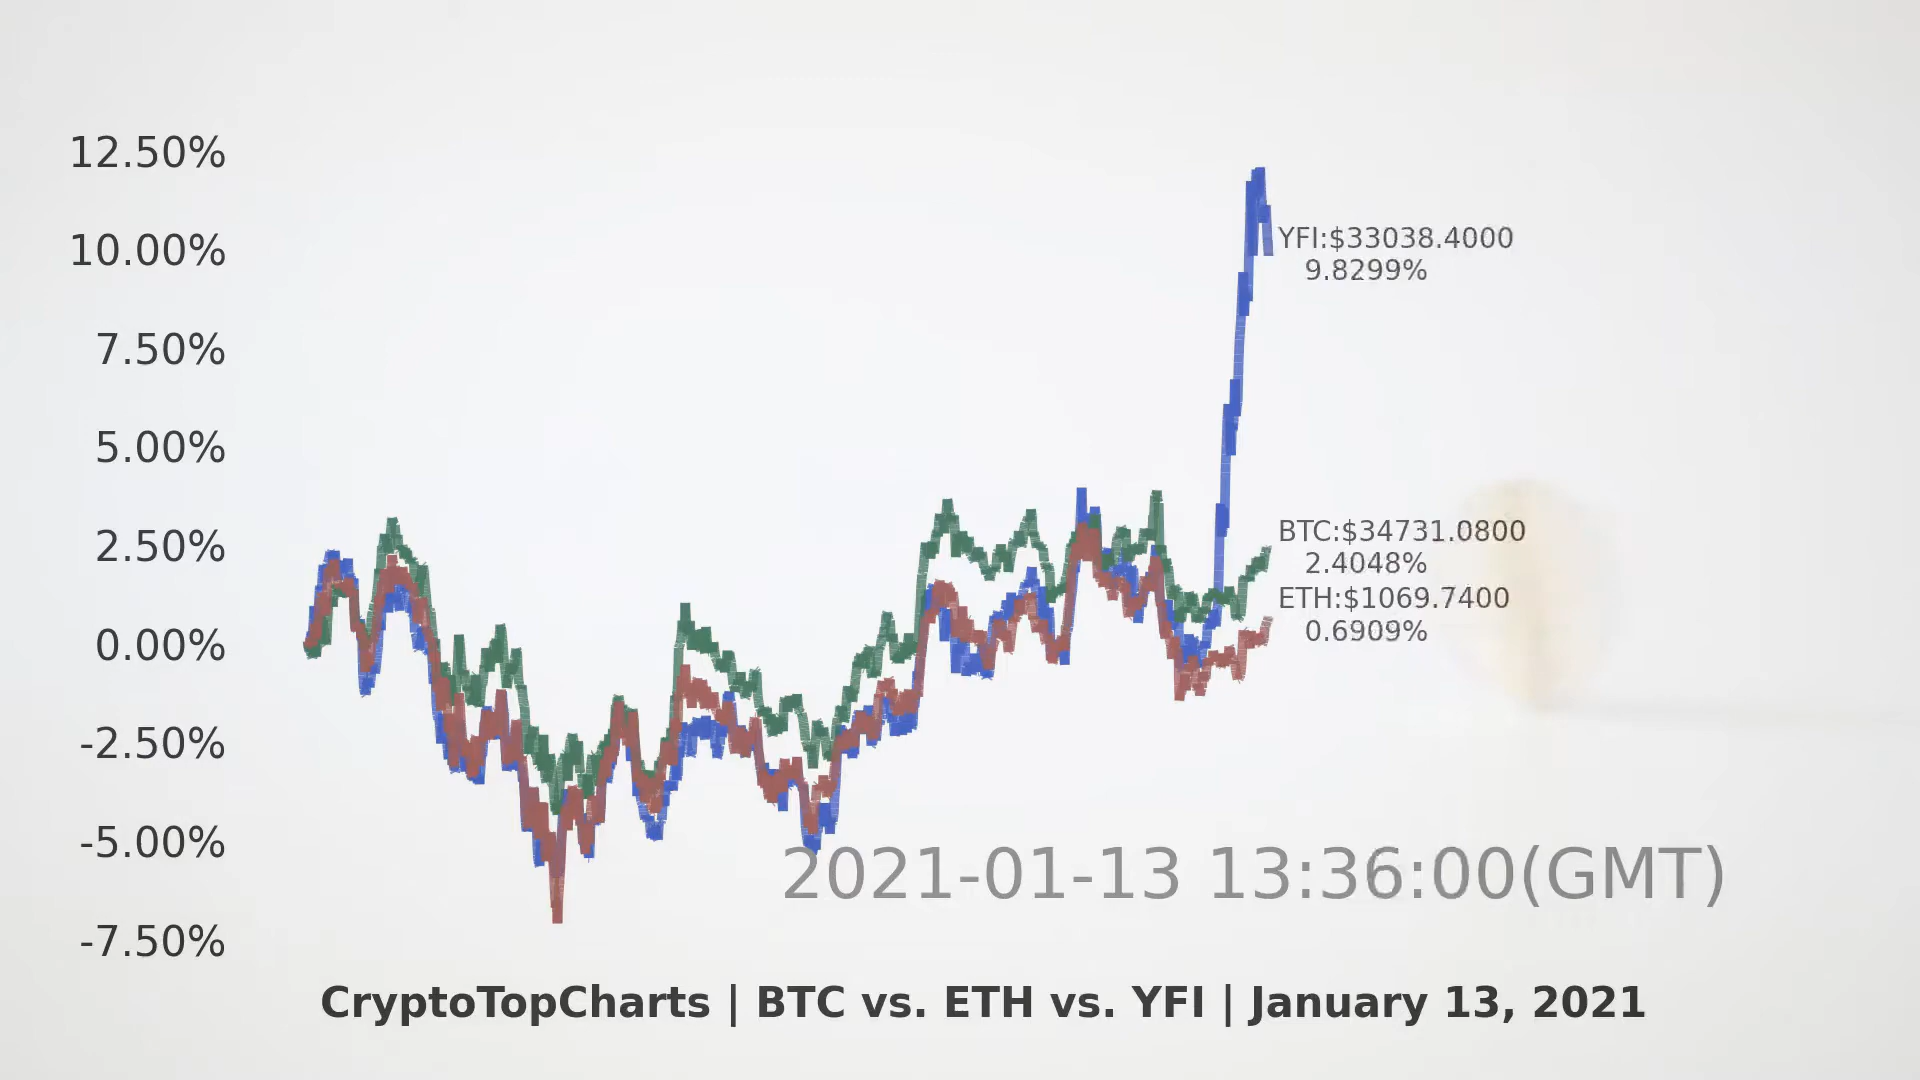 12.50%
10.00%
7.50%
5.00%
2.50%
0.00%
-2.50%
-5.00%
-7.50%
YFI:$33038.4000
9.8299%
BTC:$34731.0800
2.4048%
ETH:$1069.7400
0.6909%
2021-01-13 13:36:00(GMT)
CryptoTopCharts | BTC vs. ETH vs. YFI | January 13, 2021